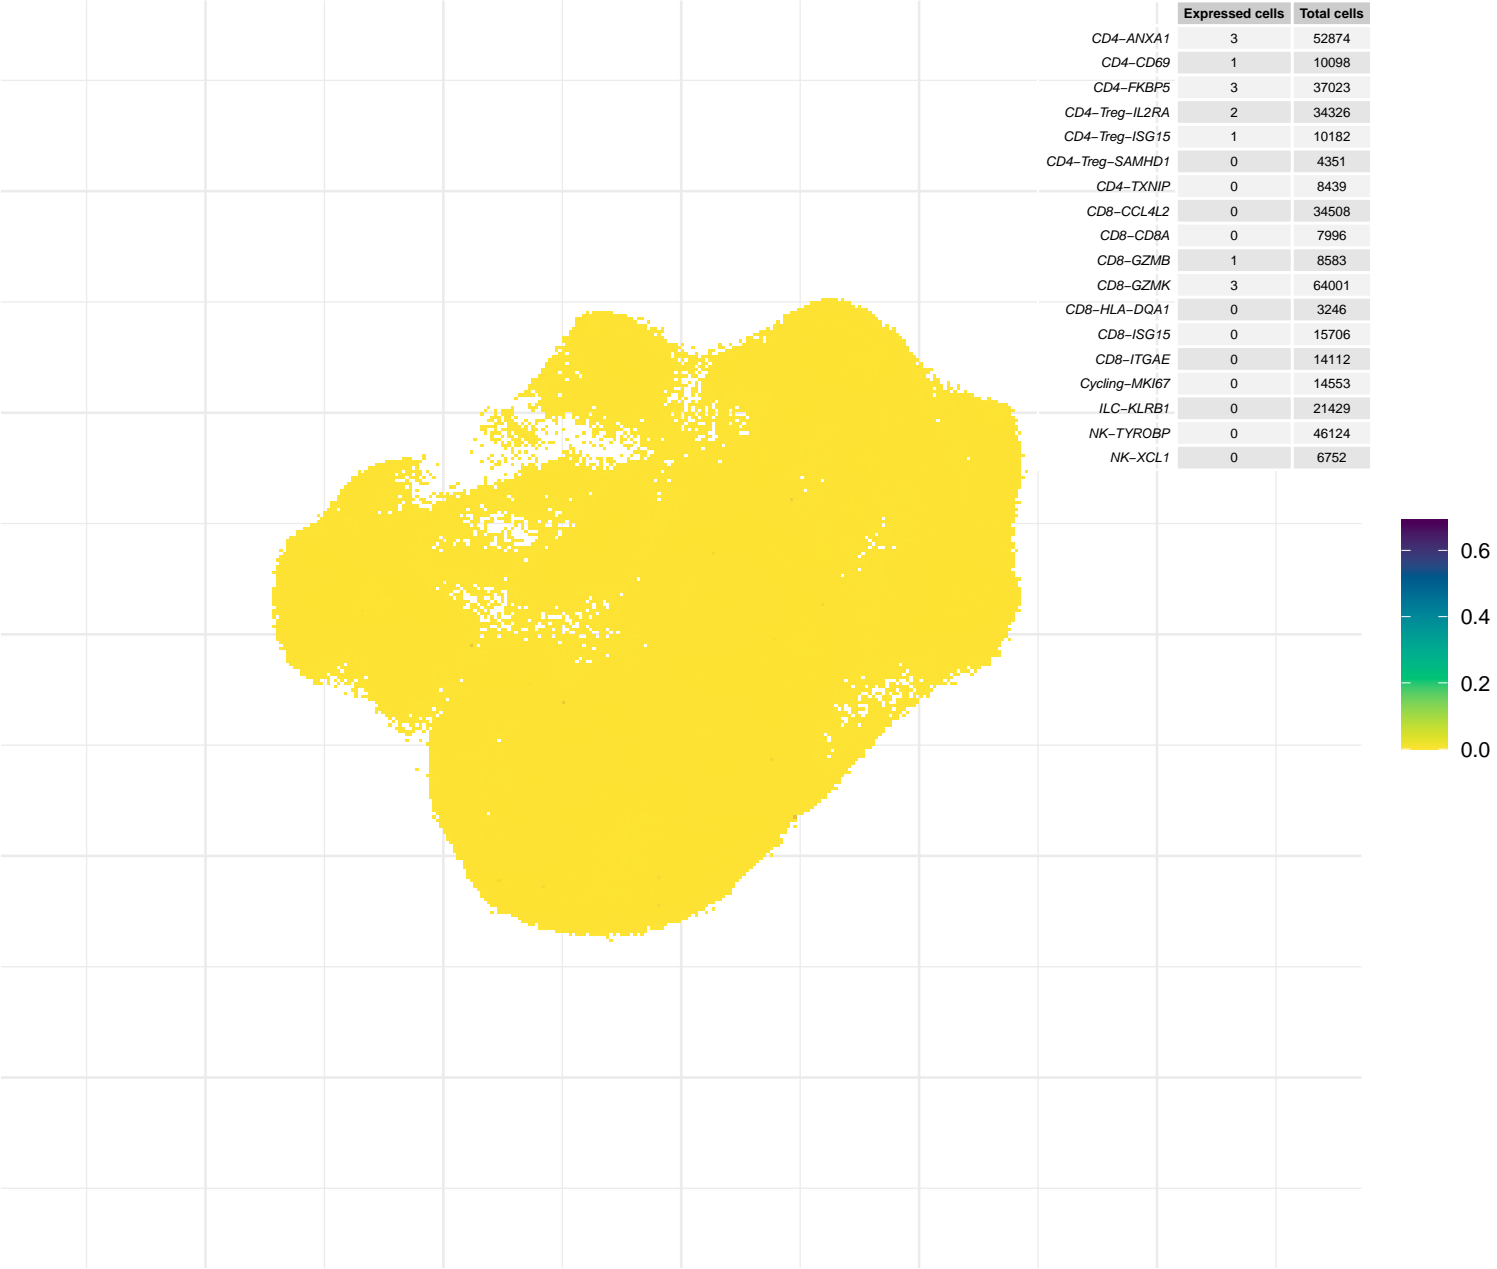 Expressed cells Total cells
CD4−ANXA1 3 52874
CD4−CD69 1 10098
CD4−FKBP5 3 37023
CD4−Treg−IL2RA 2 34326
CD4−Treg−ISG15 1 10182
CD4−Treg−SAMHD1 0 4351
CD4−TXNIP 0 8439
CD8−CCL4L2 0 34508
CD8−CD8A 0 7996
CD8−GZMB 1 8583
CD8−GZMK 3 64001
CD8−HLA−DQA1 0 3246
CD8−ISG15 0 15706
CD8−ITGAE 0 14112
Cycling−MKI67 0 14553
ILC−KLRB1 0 21429
NK−TYROBP 0 46124
NK−XCL1 0 6752
0.6
0.4
0.2
0.0